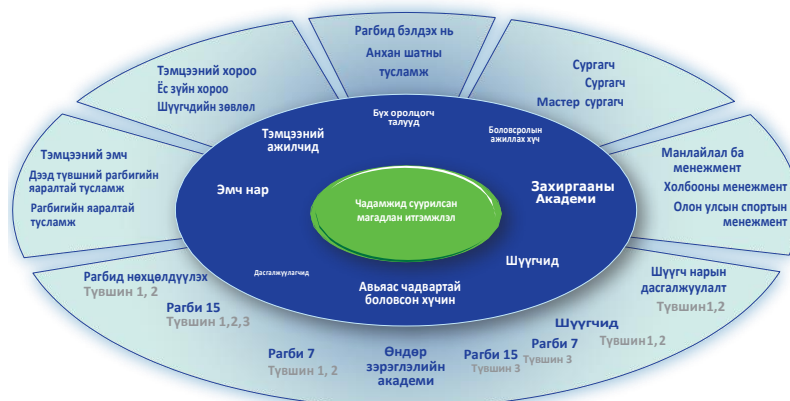 Рагбид бэлдэх нь
Анхан шатны
тусламж
Тэмцээний хороо
Ёс зүйн хороо
Шүүгчдийн зөвлөл
Сургагч
Сургагч
Мастер сургагч
Тэмцээний эмч
Дээд түвшний рабгигийн
яаралтай тусламж
Рабгигийн яаралтай
тусламж
Манлайлал ба
менежмент
Холбооны менежмент
Олон улсын спортын
менежмент
Бүх оролцогч
талууд
Тэмцээний
ажилчид
Боловсролын
ажиллах хүч
Эмч нар
Захиргааны
Академи
Чадамжид суурилсан
магадлан итгэмжлэл
Шүүгчид
Дасгалжуулагчид
Авьяас чадвартай
боловсон хүчин
Рагбид нөхцөлдүүлэх
Түвшин 1, 2
Рагби 15
Түвшин 1,2,3
Рагби 7
Түвшин 1, 2
Өндөр
зэрэглэлийн
академи
Рагби 15
Түвшин 3
Рагби 7
Түвшин 3
Шүүгчид
Түвшин1,2
Шүүгч нарын
дасгалжуулалт
Түвшин1,2